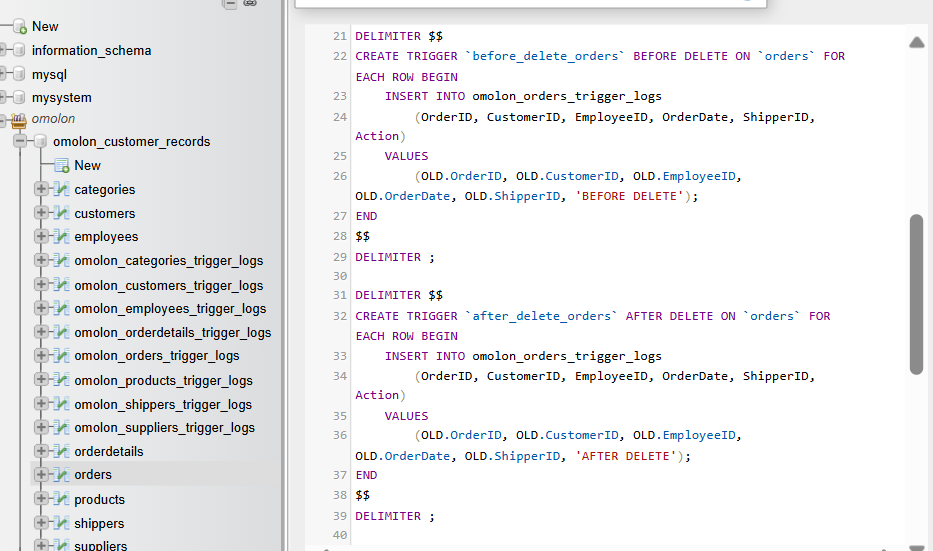 New
information_schema
mysql
mysystem
omolon
omolon_customer_records
New
categories
customers
employees
omolon_categories_trigger_logs
omolon_customers_trigger_logs
omolon_employees_trigger_logs
omolon_orderdetails_trigger_logs
omolon_orders_trigger_logs
omolon_products_trigger_logs
omolon_shippers_trigger_logs
omolon_suppliers_trigger_logs
orderdetails
orders
products
shippers
suppliers
21 DELIMITER $$
22 CREATE TRIGGER `before_delete_orders` BEFORE DELETE ON `orders` FOR
EACH ROW BEGIN
23 INSERT INTO omolon_orders_trigger_logs
24 (OrderID, CustomerID, EmployeeID, OrderDate, ShipperID,
Action)
25 VALUES
26 (OLD.OrderID, OLD.CustomerID, OLD.EmployeeID,
OLD.OrderDate, OLD.ShipperID, 'BEFORE DELETE');
27 END
28 $$
29 DELIMITER ;
30
31 DELIMITER $$
32 CREATE TRIGGER `after_delete_orders` AFTER DELETE ON `orders` FOR
EACH ROW BEGIN
33 INSERT INTO omolon_orders_trigger_logs
34 (OrderID, CustomerID, EmployeeID, OrderDate, ShipperID,
Action)
35 VALUES
36 (OLD.OrderID, OLD.CustomerID, OLD.EmployeeID,
OLD.OrderDate, OLD.ShipperID, 'AFTER DELETE');
37 END
38 $$
39 DELIMITER ;
40